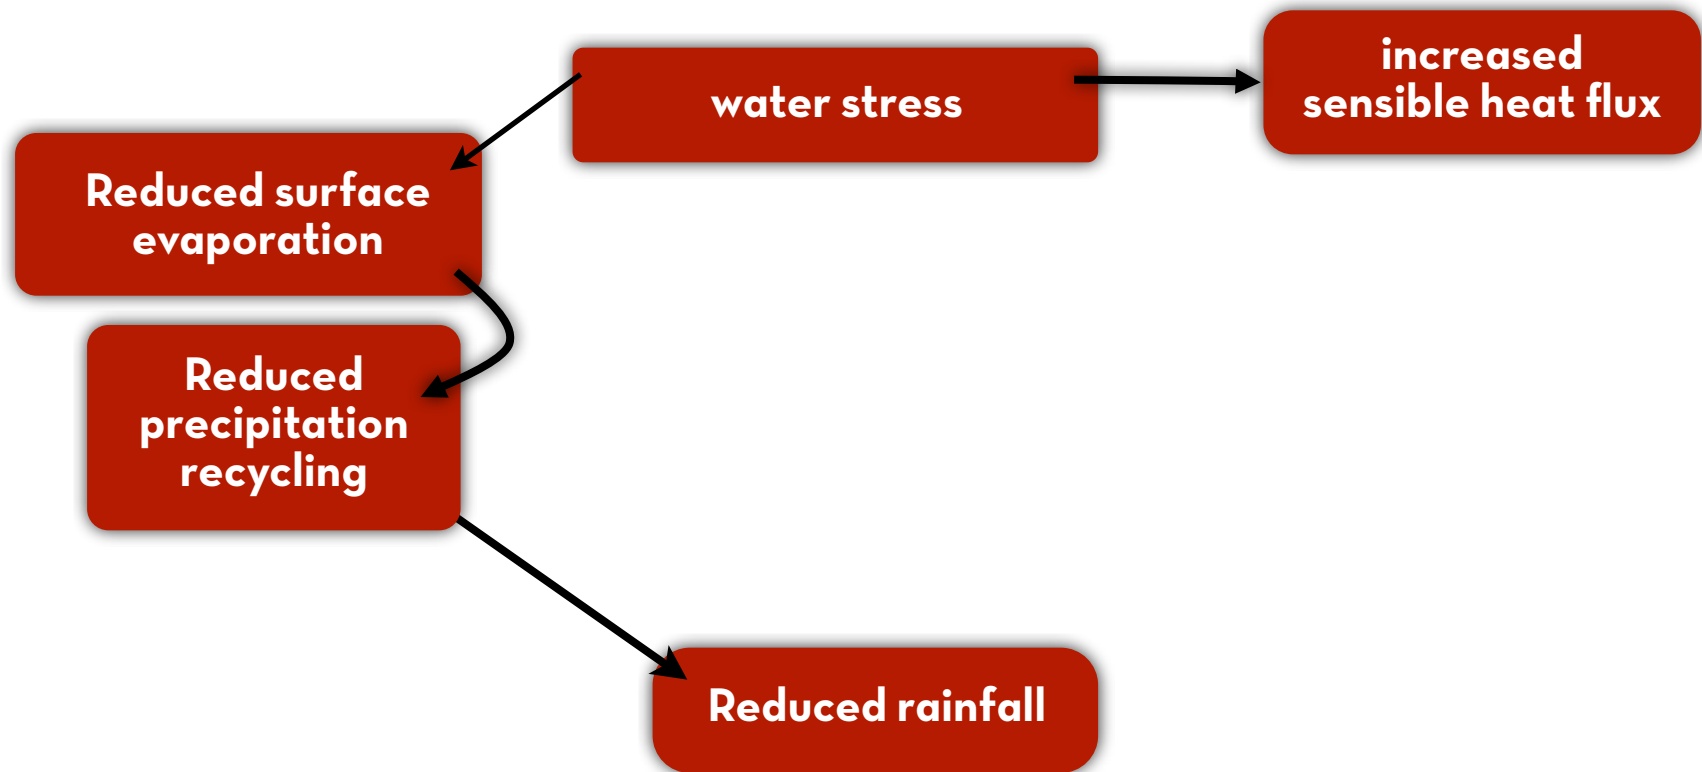 increased
sensible heat flux
water stress
Reduced surface
evaporation
Reduced
precipitation
recycling
Reduced rainfall